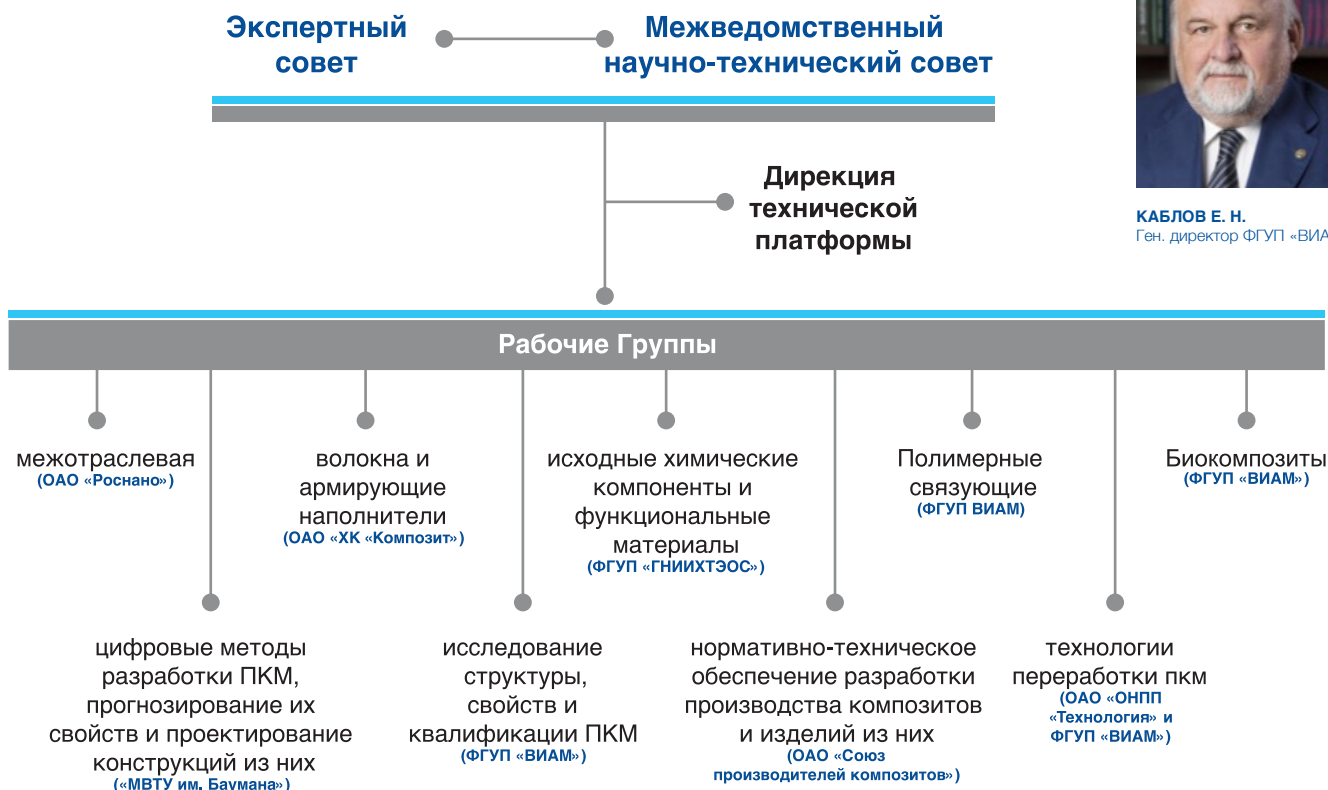 Экспертный
совет
Межведомственный
научно-технический совет
Дирекция
технической
платформы
КАБЛОВ Е. Н.
Ген. директор ФГУП «ВИА
Рабочие Группы
межотраслевая
(ОАО «Роснано»)
волокна и
армирующие
наполнители
(ОАО «ХК «Композит»)
исходные химические
компоненты и
функциональные
материалы
(ФГУП «ГНИИХТЭОС»)
Полимерные
связующие
(ФГУП ВИАМ)
Биокомпозиты
(ФГУП «ВИАМ»)
цифровые методы
разработки ПКМ,
прогнозирование их
свойств и проектирование
конструкций из них
(«МВТУ им. Баумана»)
исследование
структуры,
свойств и
квалификации ПКМ
(ФГУП «ВИАМ»)
нормативно-техническое
обеспечение разработки
производства композитов
и изделий из них
(ОАО «Союз
производителей композитов»)
технологии
переработки пкм
(ОАО «ОНПП
«Технология» и
ФГУП «ВИАМ»)